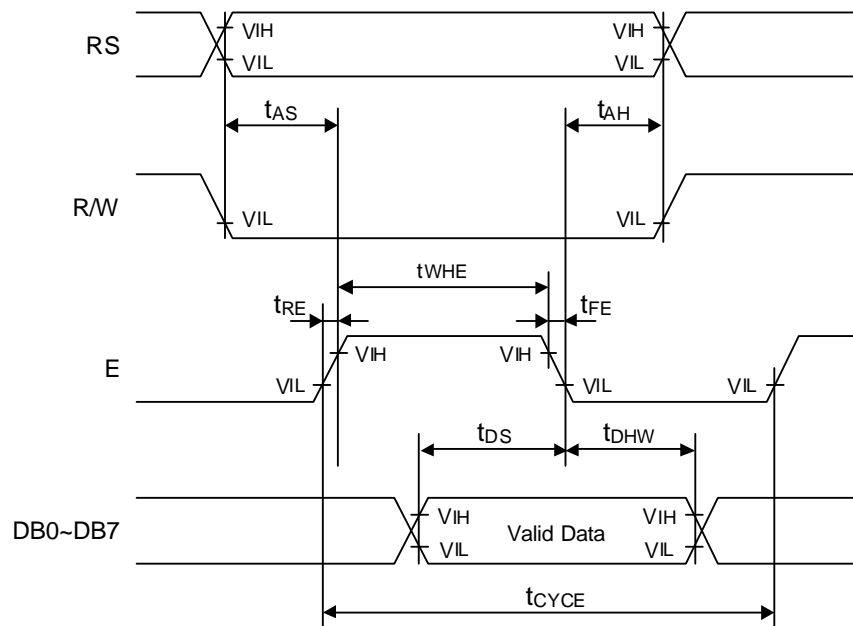 RS
VIH
VIH
VIL
VIL
tAS
tAH
R/W
VIL
VIL
tWHE
tRE
tFE
E
VIH
VIH
VIL
VIL
VIL
tDS
tDHW
DB0~DB7
VIH
VIH
Valid Data
VIL
VIL
tCYCE